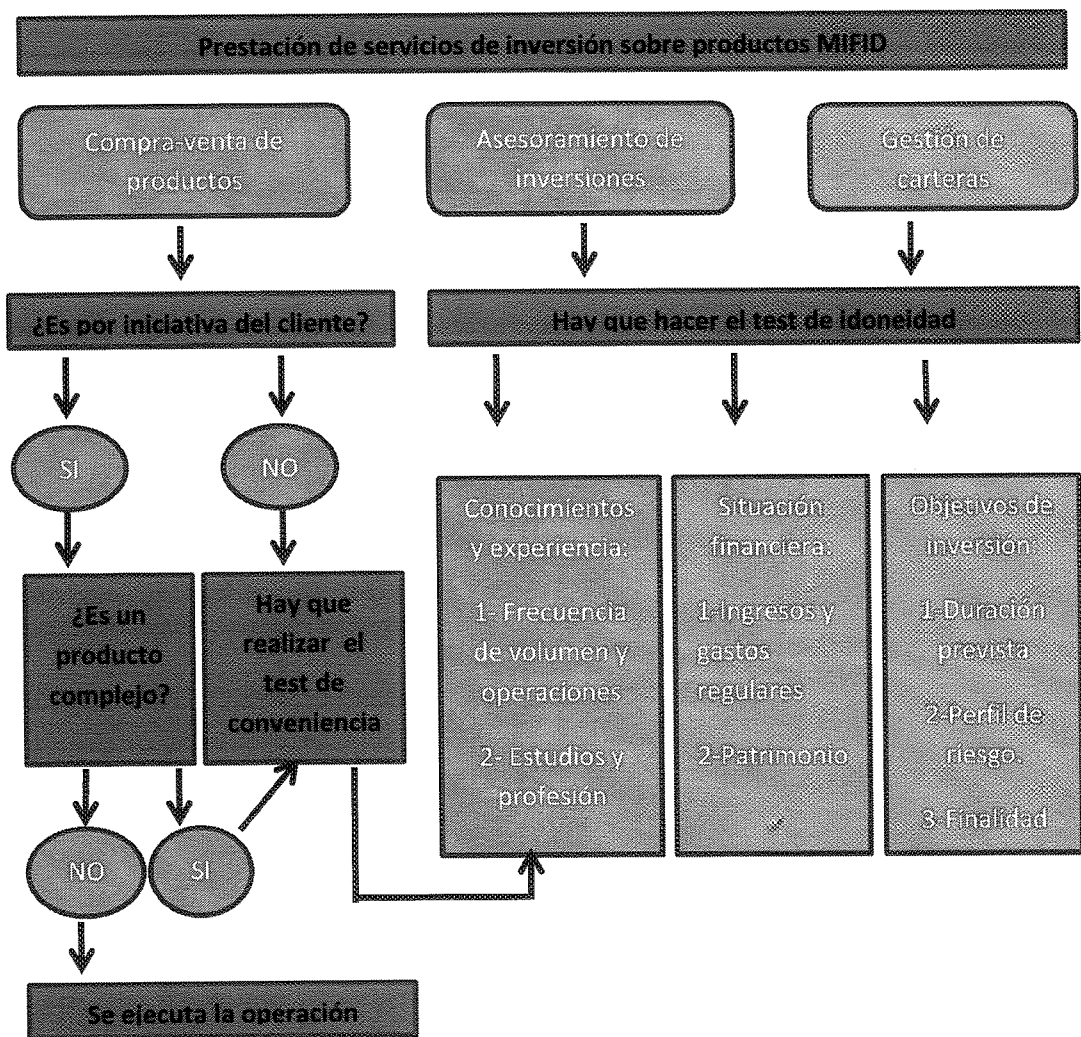 Prestación de servicios de inversión sobre productos MIFID
Compra-venta de
productos
Asesoramiento de
inversiones
Gestión de
carteras
¿Es por iniciativa del cliente?
Hay que hacer el test de idoneidad
SI
NO
¿Es un
producto
complejo?
Hay que
realizar el
test de
conveniencia
Conocimientos
y experiencia:
1- Frecuencia
de volumen y
operaciones
2- Estudios y
profesión
Situación
financiera:
1-Ingresos y
gastos
regulares
2-Patrimonio
Objetivos de
inversión:
1-Duración
prevista
2-Perfil de
riesgo.
3-Finalidad
NO
SI
Se ejecuta la operación